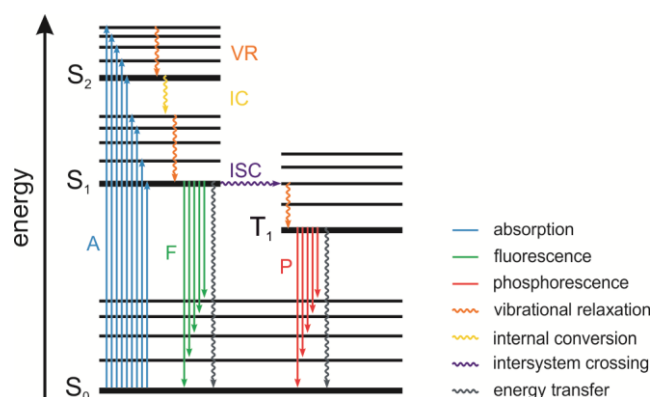 energy
S2
S1
S0
A
F
P
VR
IC
ISC
T1
absorption
fluorescence
phosphorescence
vibrational relaxation
internal conversion
intersystem crossing
energy transfer